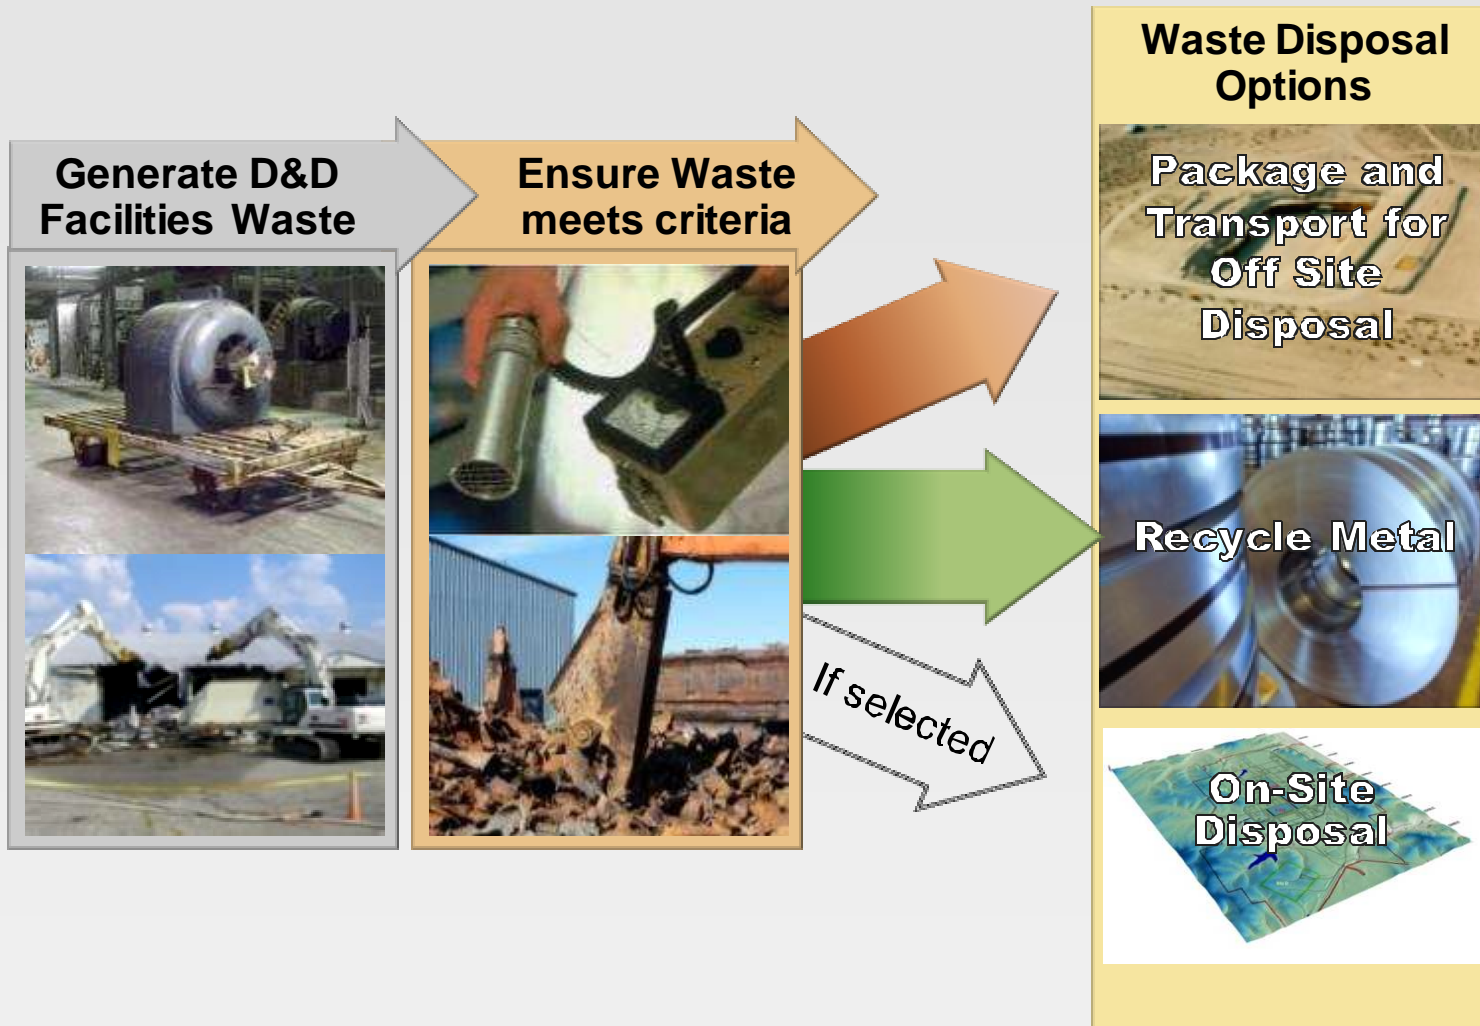 Waste Disposal
Options
Generate D&D
Facilities Waste
Ensure Waste
meets criteria
Package and
Transport for
Off Site
Disposal
Recycle Metal
If selected
On-Site
Disposal